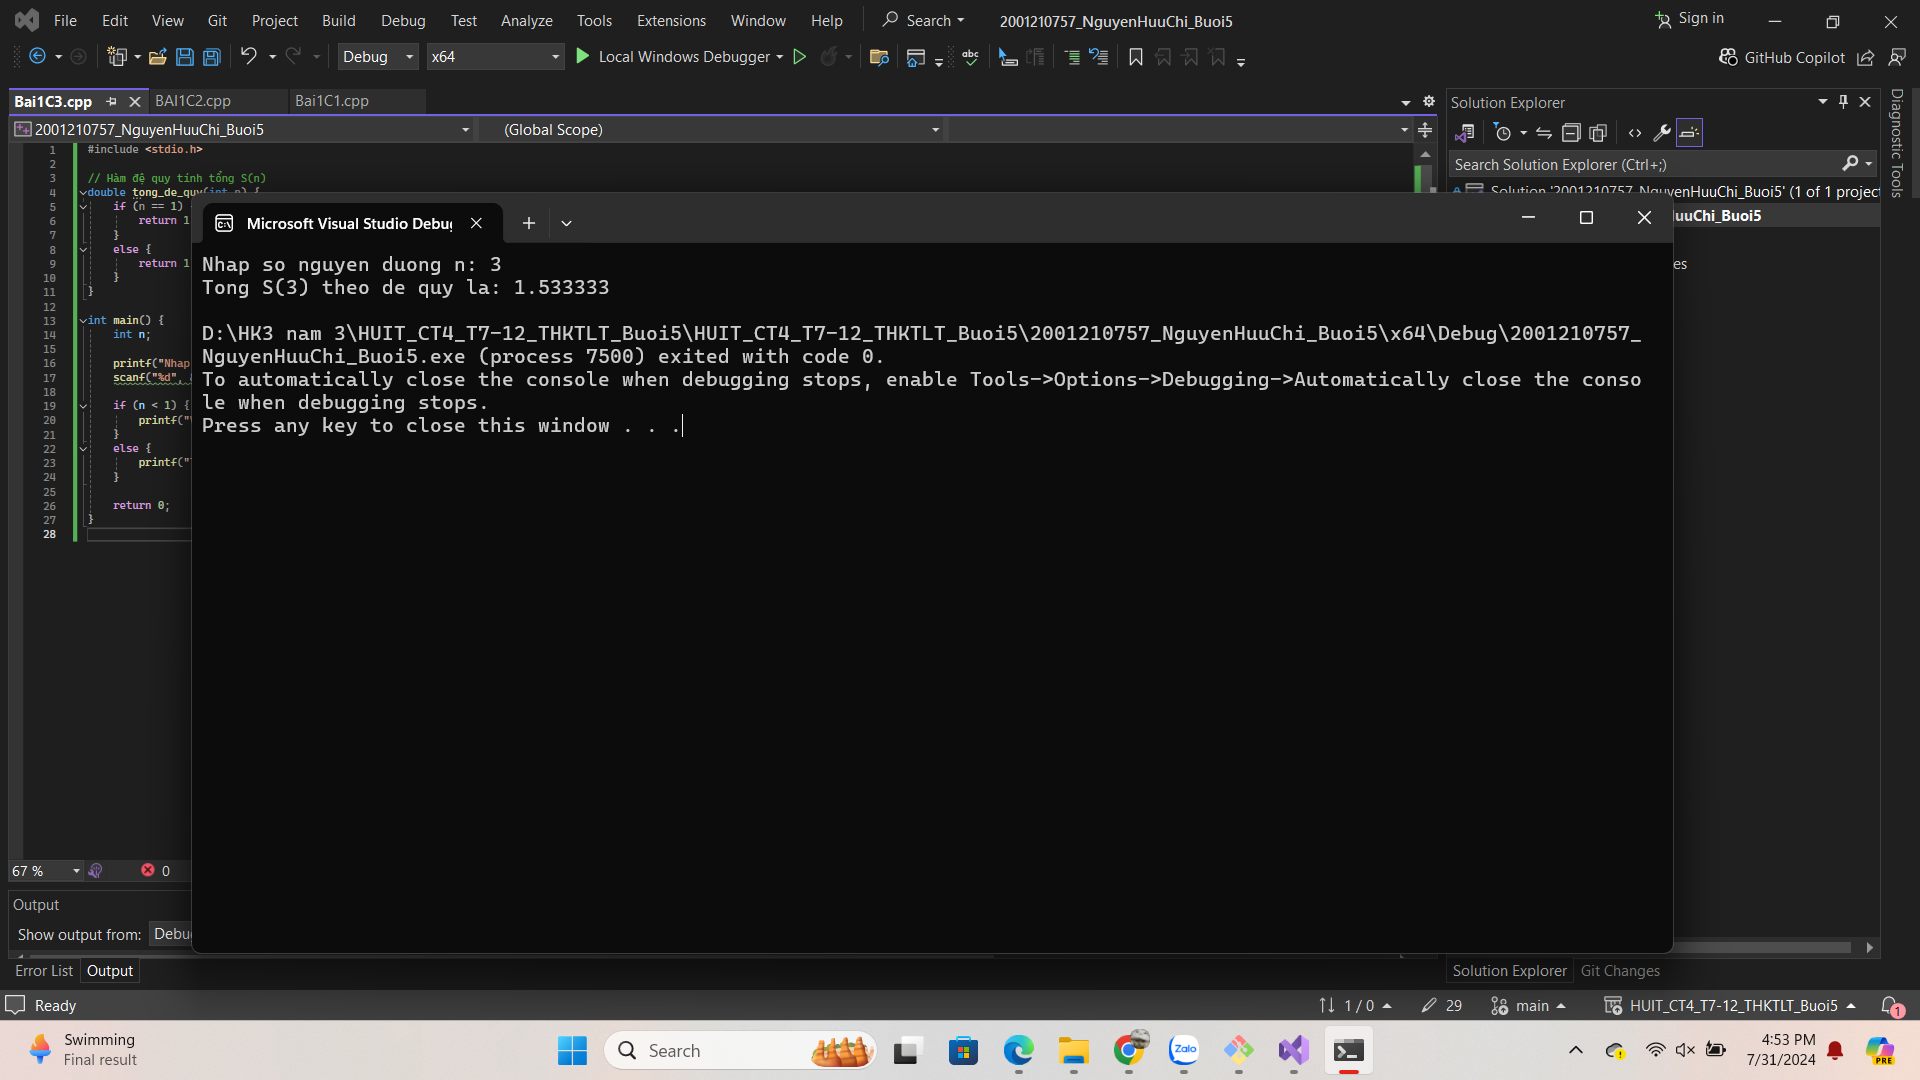 File Edit View Git Project Build Debug Test Analyze Tools Extensions Window Help Search 2001210757_NguyenHuuChi_Buoi5 Sign in
Debug x64 Local Windows Debugger GitHub Copilot
Bai1C3.cpp BAI1C2.cpp Bai1C1.cpp
2001210757_NguyenHuuChi_Buoi5 (Global Scope)
1 #include <stdio.h>
2
3 // Hàm đệ quy tính tổng S(n)
4 double tong_de_quy(int n) {
5 if (n == 1)
6 return 1
7 }
8 else {
9 return 1
10 }
11 }
12
13 int main() {
14 int n;
15
16 printf("Nhap
17 scanf("%d",
18
19 if (n < 1) {
20 printf("
21 }
22 else {
23 printf("
24 }
25
26 return 0;
27 }
28
Microsoft Visual Studio Debug
Nhap so nguyen duong n: 3
Tong S(3) theo de quy la: 1.533333
D:\HK3 nam 3\HUIT_CT4_T7-12_THKTLT_Buoi5\HUIT_CT4_T7-12_THKTLT_Buoi5\2001210757_NguyenHuuChi_Buoi5\x64\Debug\2001210757_
NguyenHuuChi_Buoi5.exe (process 7500) exited with code 0.
To automatically close the console when debugging stops, enable Tools->Options->Debugging->Automatically close the conso
le when debugging stops.
Press any key to close this window . . .
Solution Explorer
Search Solution Explorer (Ctrl+;)
Solution '2001210757_NguyenHuuChi_Buoi5' (1 of 1 project
uuChi_Buoi5
es
Diagnostic Tools
67 % 0
Output
Show output from: Debu
Error List Output
Solution Explorer Git Changes
Ready 1 / 0 29 main HUIT_CT4_T7-12_THKTLT_Buoi5 1
Swimming
Final result
Search
Zalo
4:53 PM
7/31/2024
PRE